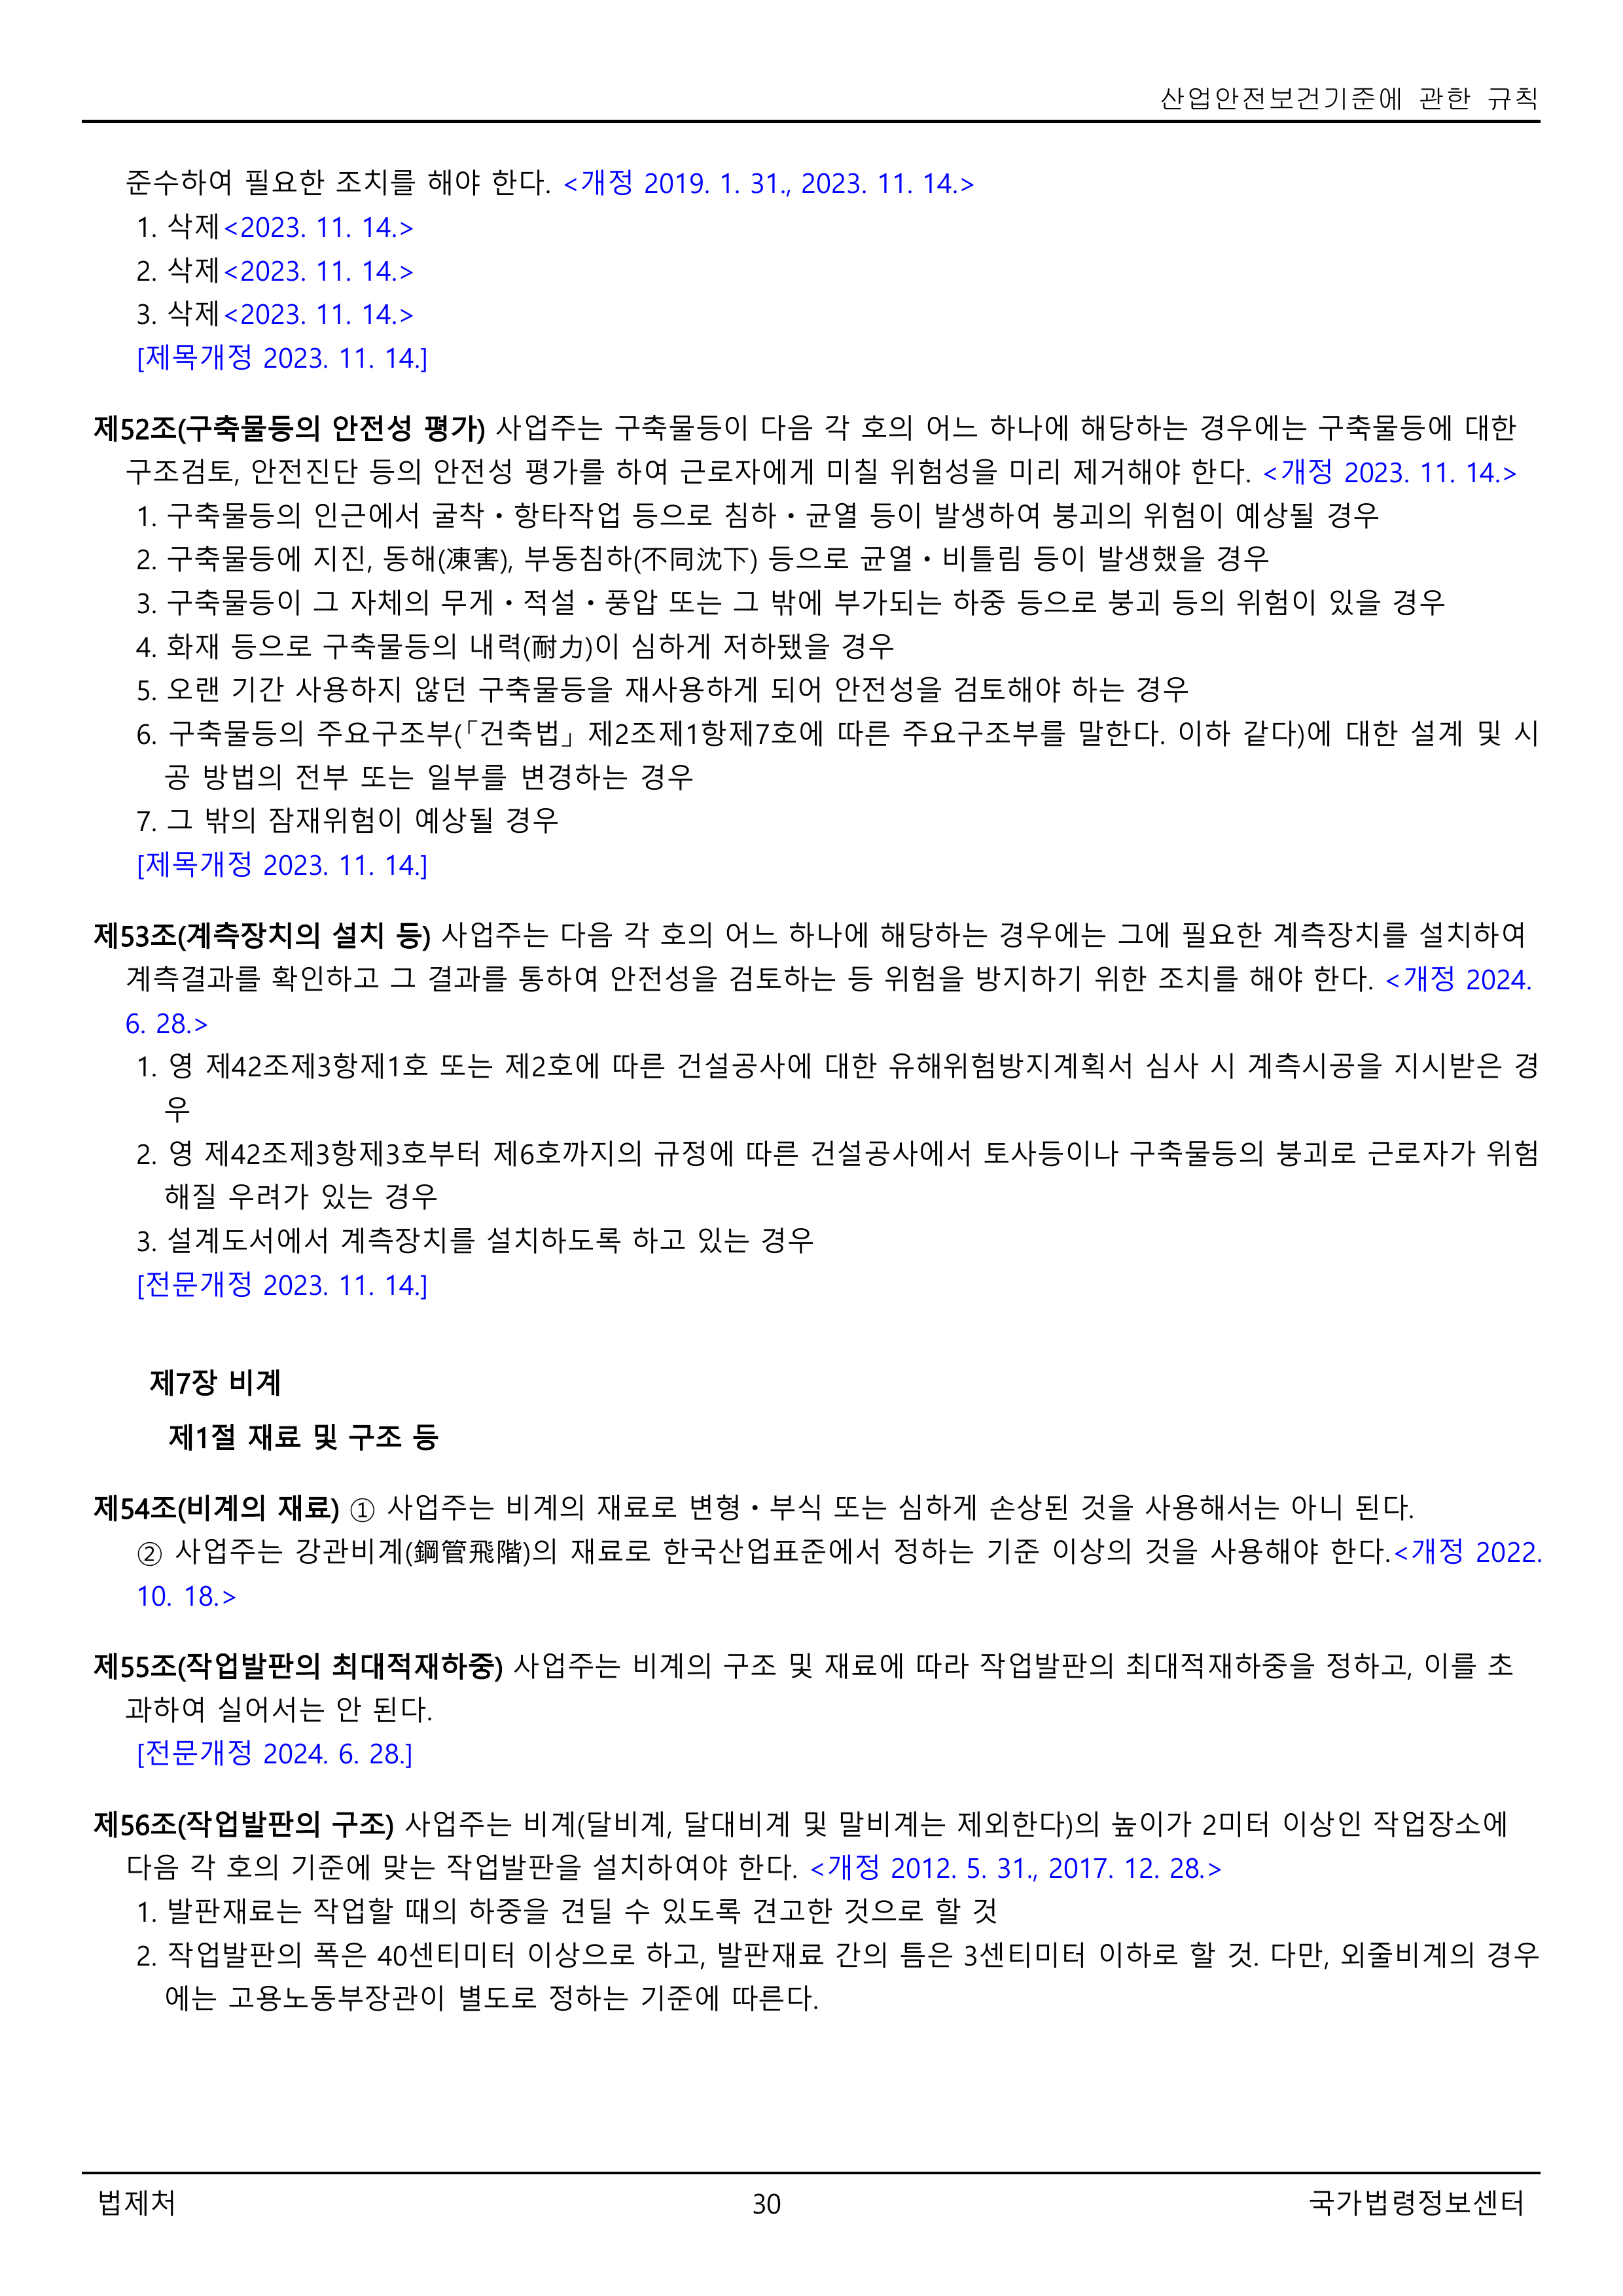 산업안전보건기준에 관한 규칙
준수하여 필요한 조치를 해야 한다. <개정 2019. 1. 31., 2023. 11. 14.>
1. 삭제<2023. 11. 14.>
2. 삭제<2023. 11. 14.>
3. 삭제<2023. 11. 14.>
[제목개정 2023. 11. 14.]
제52조(구축물등의 안전성 평가) 사업주는 구축물등이 다음 각 호의 어느 하나에 해당하는 경우에는 구축물등에 대한
구조검토, 안전진단 등의 안전성 평가를 하여 근로자에게 미칠 위험성을 미리 제거해야 한다. <개정 2023. 11. 14.>
1. 구축물등의 인근에서 굴착ㆍ항타작업 등으로 침하ㆍ균열 등이 발생하여 붕괴의 위험이 예상될 경우
2. 구축물등에 지진, 동해(凍害), 부동침하(不同沈下) 등으로 균열ㆍ비틀림 등이 발생했을 경우
3. 구축물등이 그 자체의 무게ㆍ적설ㆍ풍압 또는 그 밖에 부가되는 하중 등으로 붕괴 등의 위험이 있을 경우
4. 화재 등으로 구축물등의 내력(耐力)이 심하게 저하됐을 경우
5. 오랜 기간 사용하지 않던 구축물등을 재사용하게 되어 안전성을 검토해야 하는 경우
6. 구축물등의 주요구조부(「건축법」 제2조제1항제7호에 따른 주요구조부를 말한다. 이하 같다)에 대한 설계 및 시
공 방법의 전부 또는 일부를 변경하는 경우
7. 그 밖의 잠재위험이 예상될 경우
[제목개정 2023. 11. 14.]
제53조(계측장치의 설치 등) 사업주는 다음 각 호의 어느 하나에 해당하는 경우에는 그에 필요한 계측장치를 설치하여
계측결과를 확인하고 그 결과를 통하여 안전성을 검토하는 등 위험을 방지하기 위한 조치를 해야 한다. <개정 2024.
6. 28.>
1. 영 제42조제3항제1호 또는 제2호에 따른 건설공사에 대한 유해위험방지계획서 심사 시 계측시공을 지시받은 경
우
2. 영 제42조제3항제3호부터 제6호까지의 규정에 따른 건설공사에서 토사등이나 구축물등의 붕괴로 근로자가 위험
해질 우려가 있는 경우
3. 설계도서에서 계측장치를 설치하도록 하고 있는 경우
[전문개정 2023. 11. 14.]
제7장 비계
제1절 재료 및 구조 등
제54조(비계의 재료) ① 사업주는 비계의 재료로 변형ㆍ부식 또는 심하게 손상된 것을 사용해서는 아니 된다.
② 사업주는 강관비계(鋼管飛階)의 재료로 한국산업표준에서 정하는 기준 이상의 것을 사용해야 한다.<개정 2022.
10. 18.>
제55조(작업발판의 최대적재하중) 사업주는 비계의 구조 및 재료에 따라 작업발판의 최대적재하중을 정하고, 이를 초
과하여 실어서는 안 된다.
[전문개정 2024. 6. 28.]
제56조(작업발판의 구조) 사업주는 비계(달비계, 달대비계 및 말비계는 제외한다)의 높이가 2미터 이상인 작업장소에
다음 각 호의 기준에 맞는 작업발판을 설치하여야 한다. <개정 2012. 5. 31., 2017. 12. 28.>
1. 발판재료는 작업할 때의 하중을 견딜 수 있도록 견고한 것으로 할 것
2. 작업발판의 폭은 40센티미터 이상으로 하고, 발판재료 간의 틈은 3센티미터 이하로 할 것. 다만, 외줄비계의 경우
에는 고용노동부장관이 별도로 정하는 기준에 따른다.
법제처
30
국가법령정보센터